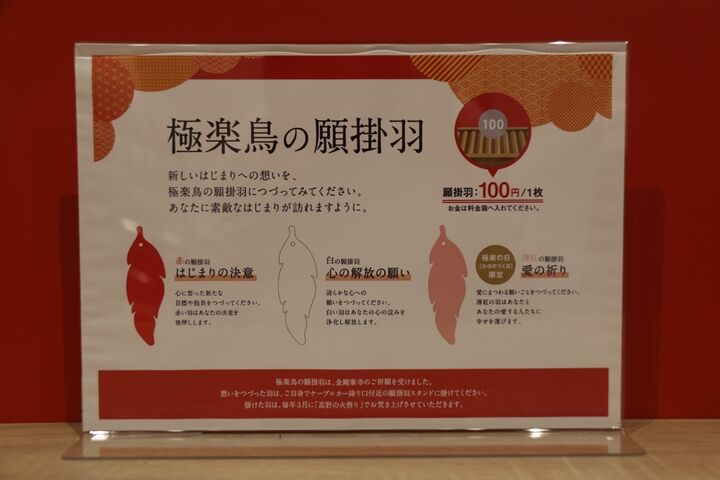 極楽鳥の願掛羽
新しいはじまりへの想いを、
極楽鳥の願掛羽につづってみてください。
あなたに素敵なはじまりが訪れますように。
100
願掛羽：100円/1枚
お金は料金箱へ入れてください。
赤の願掛羽
はじまりの決意
心に誓った新たな
目標や抱負をつづってください。
赤い羽はあなたの決意を
後押しします。
白の願掛羽
心の解放の願い
清らかな心への
願いをつづってください。
白い羽はあなたの心の淀みを
浄化し解放します。
極楽の日
限定
薄紅の願掛羽
愛の祈り
愛にまつわる願いごとをつづってください。
薄紅の羽はあなたと
あなたの愛する人たちに
幸せを運びます。
極楽鳥の願掛羽は、金剛峯寺のご祈願を受けました。
想いをつづった羽は、ご自身でケーブルカー降り口付近の願掛羽スタンドに掛けてください。
掛けた羽は、毎年3月に「高野の火祭り」でお焚き上げさせていただきます。